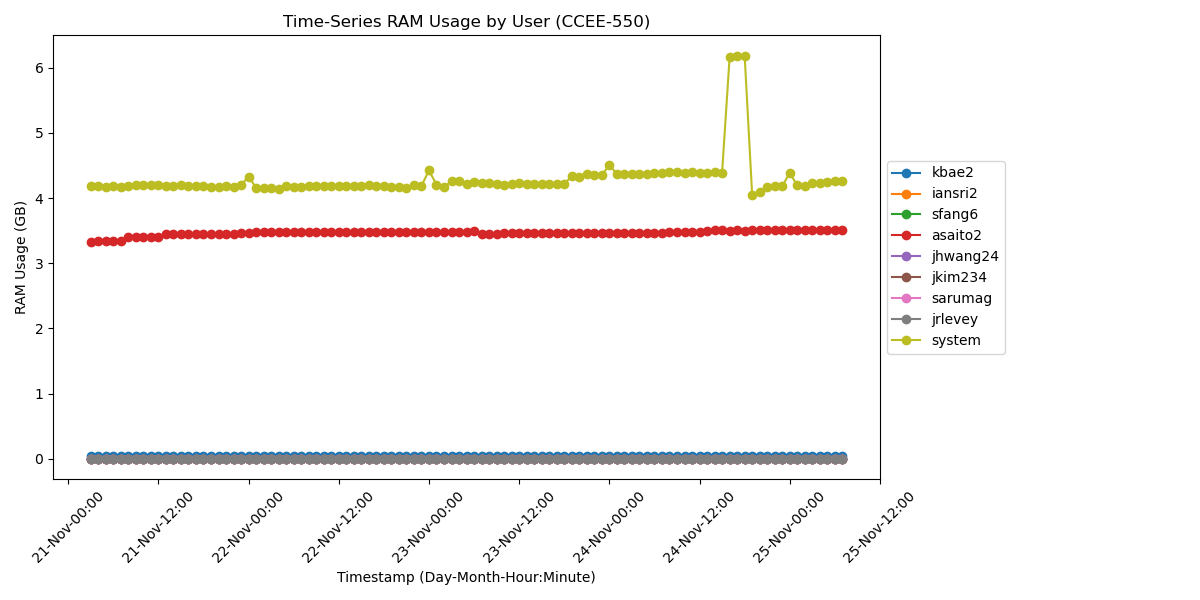 Time-Series RAM Usage by User (CCEE-550)
RAM Usage (GB)
6
5
4
3
2
1
0
21-Nov-00:00
21-Nov-12:00
22-Nov-00:00
22-Nov-12:00
23-Nov-00:00
23-Nov-12:00
24-Nov-00:00
24-Nov-12:00
25-Nov-00:00
25-Nov-12:00
Timestamp (Day-Month-Hour:Minute)
kbae2
iansri2
sfang6
asaito2
jhwang24
jkim234
sarumag
jrlevey
system